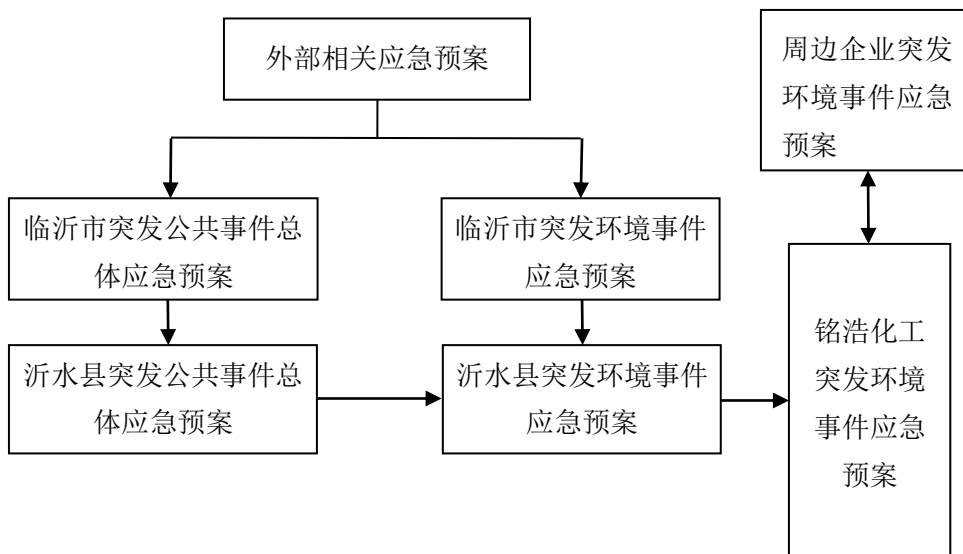 外部相关应急预案
周边企业突发
环境事件应急
预案
临沂市突发公共事件总
体应急预案
临沂市突发环境事件
应急预案
沂水县突发公共事件总
体应急预案
沂水县突发环境事件
应急预案
铭浩化工
突发环境
事件应急
预案